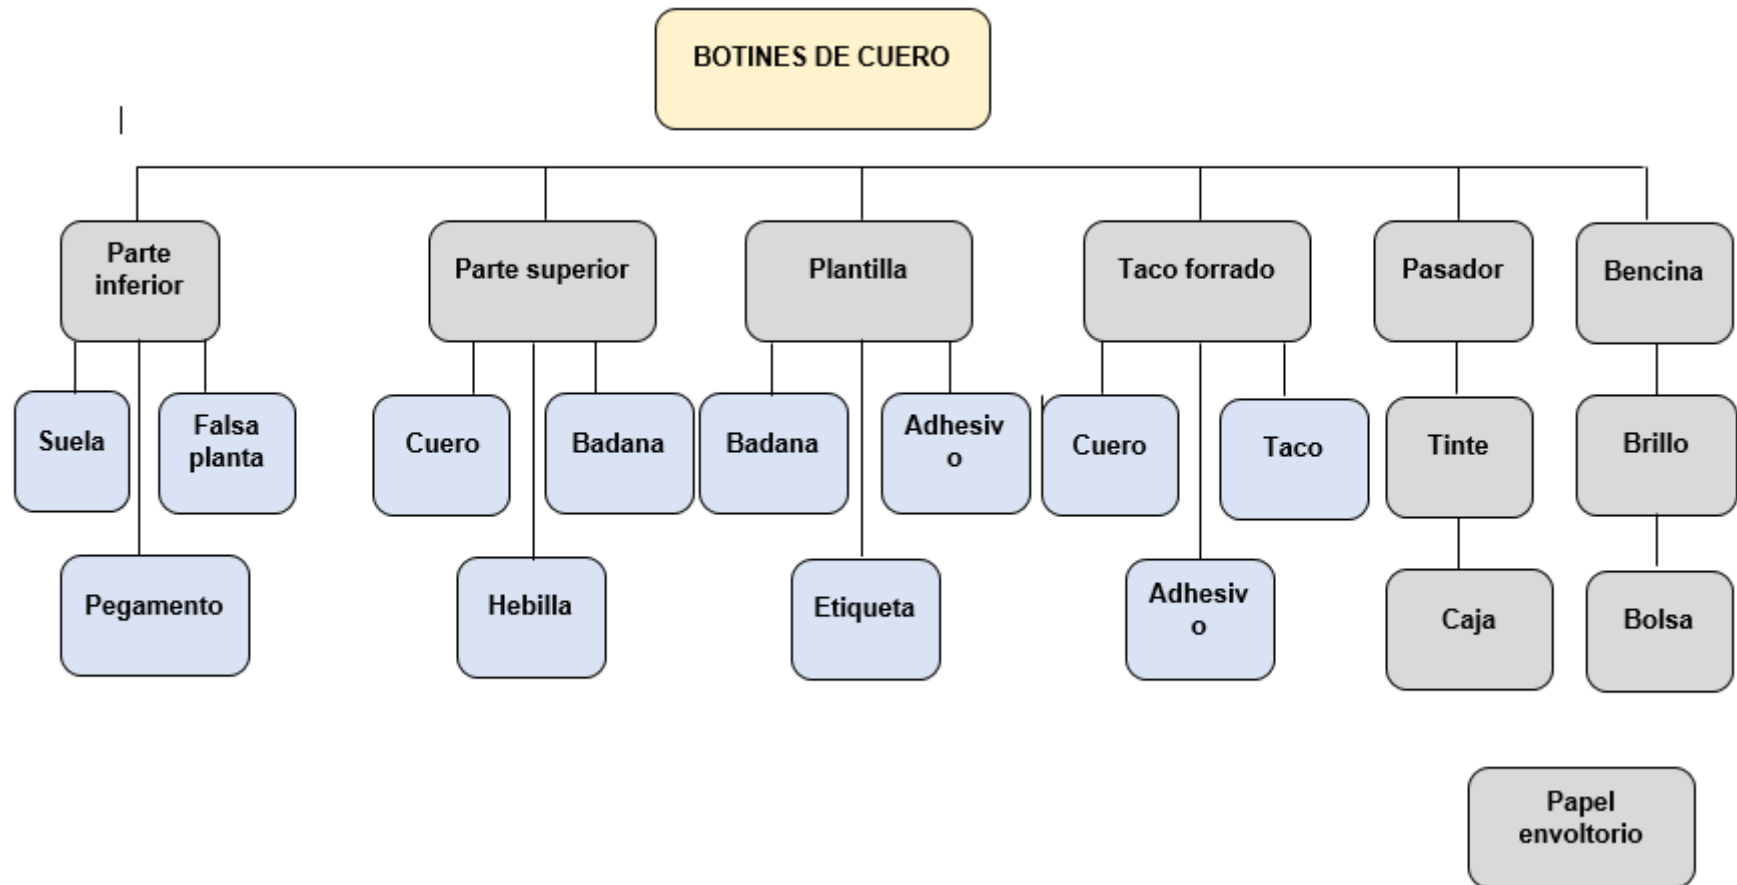 BOTINES DE CUERO
Parte
inferior
Parte superior
Plantilla
Taco forrado
Pasador
Bencina
Suela
Falsa
planta
Cuero
Badana
Badana
Adhesiv
o
Cuero
Taco
Tinte
Brillo
Pegamento
Hebilla
Etiqueta
Adhesiv
o
Caja
Bolsa
Papel
envoltorio